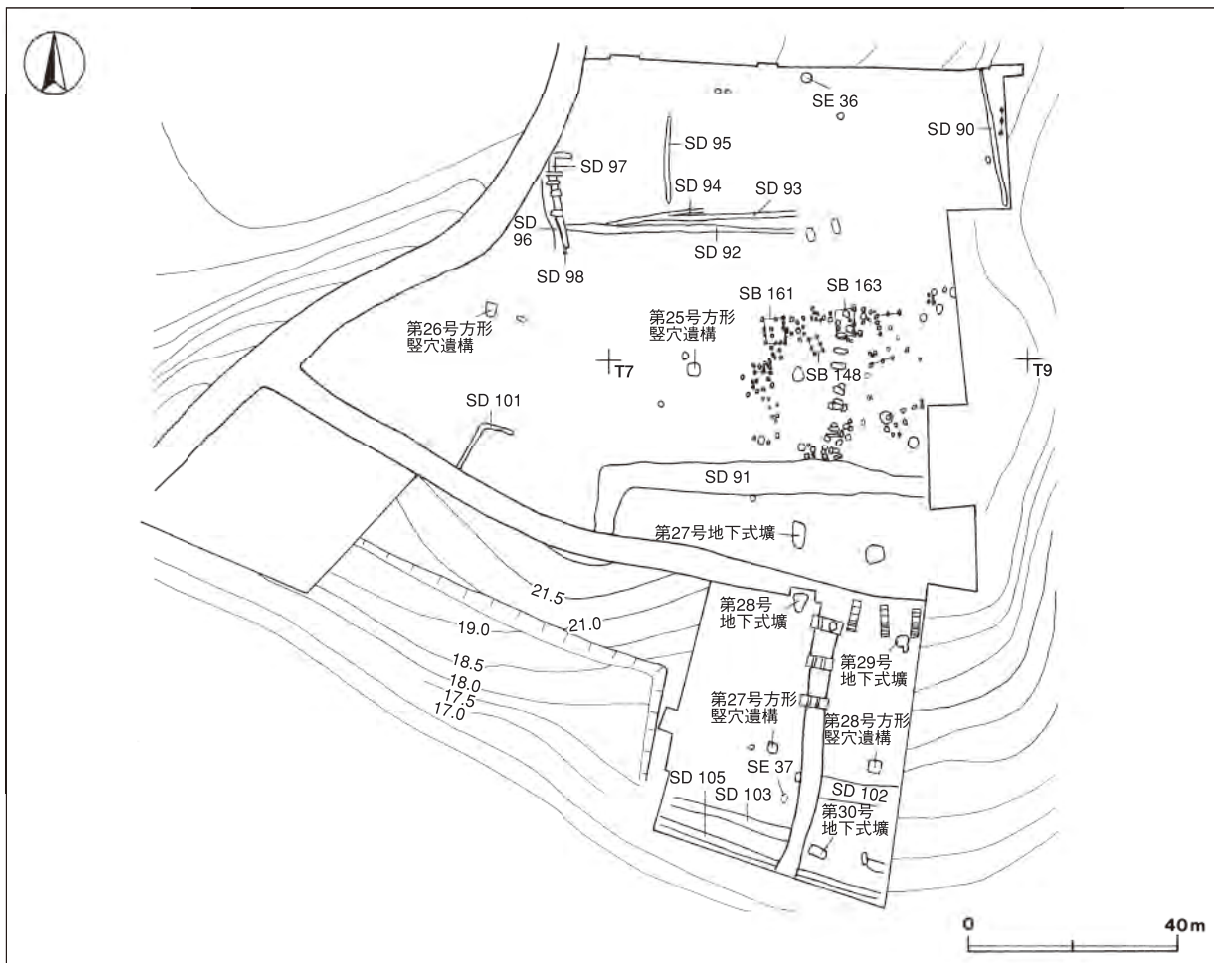 SE 36
SD 90
SD 95
SD 97
SD 94
SD 93
SD
96
SD 92
SD 98
SB 161
SB 163
第26号方形
竪穴遺構
第25号方形
竪穴遺構
T7
SB 148
T9
SD 101
SD 91
第27号地下式壙
21.5
第28号
地下式壙
21.0
19.0
第29号
地下式壙
18.5
18.0
17.5
17.0
第27号方形
竪穴遺構
第28号方形
竪穴遺構
SE 37
SD 105
SD 103
SD 102
第30号
地下式壙
0
40m